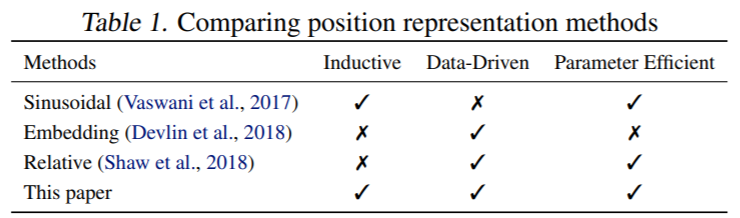 Table 1. Comparing position representation methods
Methods Inductive Data-Driven Parameter Efficient
Sinusoidal (Vaswani et al., 2017) ✓ ✗ ✓
Embedding (Devlin et al., 2018) ✗ ✓ ✗
Relative (Shaw et al., 2018) ✗ ✓ ✓
This paper ✓ ✓ ✓